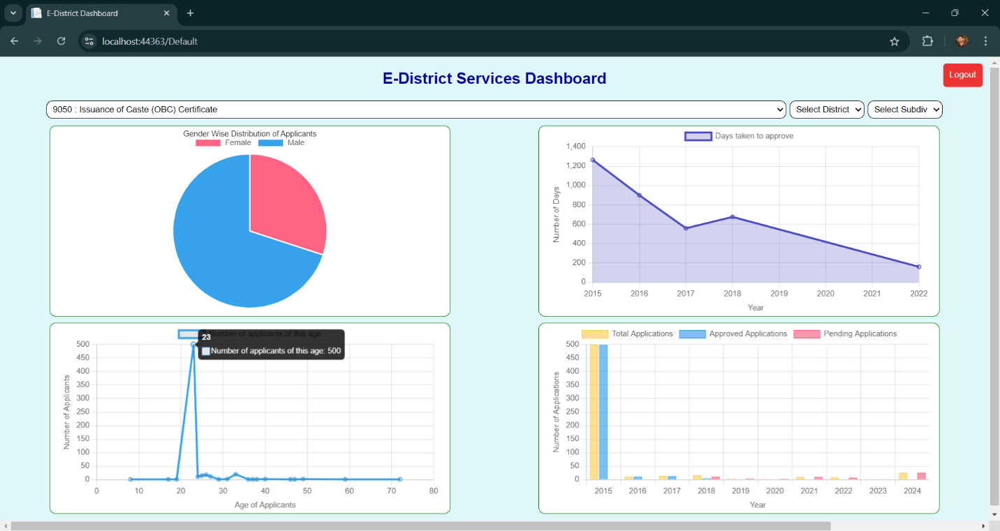 E-District Dashboard
localhost:44363/Default
E-District Services Dashboard
Logout
9050 : Issuance of Caste (OBC) Certificate
Select District
Select Subdiv
Gender Wise Distribution of Applicants
Female Male
Days taken to approve
1,400
1,200
1,000
800
600
400
200
0
Number of Days
2015 2016 2017 2018 2019 2020 2021 2022
Year
Number of applicants of this age
23
Number of applicants of this age: 500
500
450
400
350
300
250
200
150
100
50
0
Number of Applicants
0 10 20 30 40 50 60 70 80
Age of Applicants
Total Applications Approved Applications Pending Applications
500
450
400
350
300
250
200
150
100
50
0
Number of Applications
2015 2016 2017 2018 2019 2020 2021 2022 2023 2024
Year